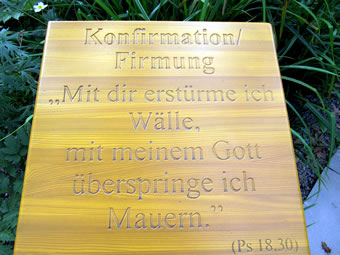 Konfirmation/
Firmung
„Mit dir erstürme ich
Wälle,
mit meinem Gott
überspringe ich
Mauern.”
(Ps 18.30)